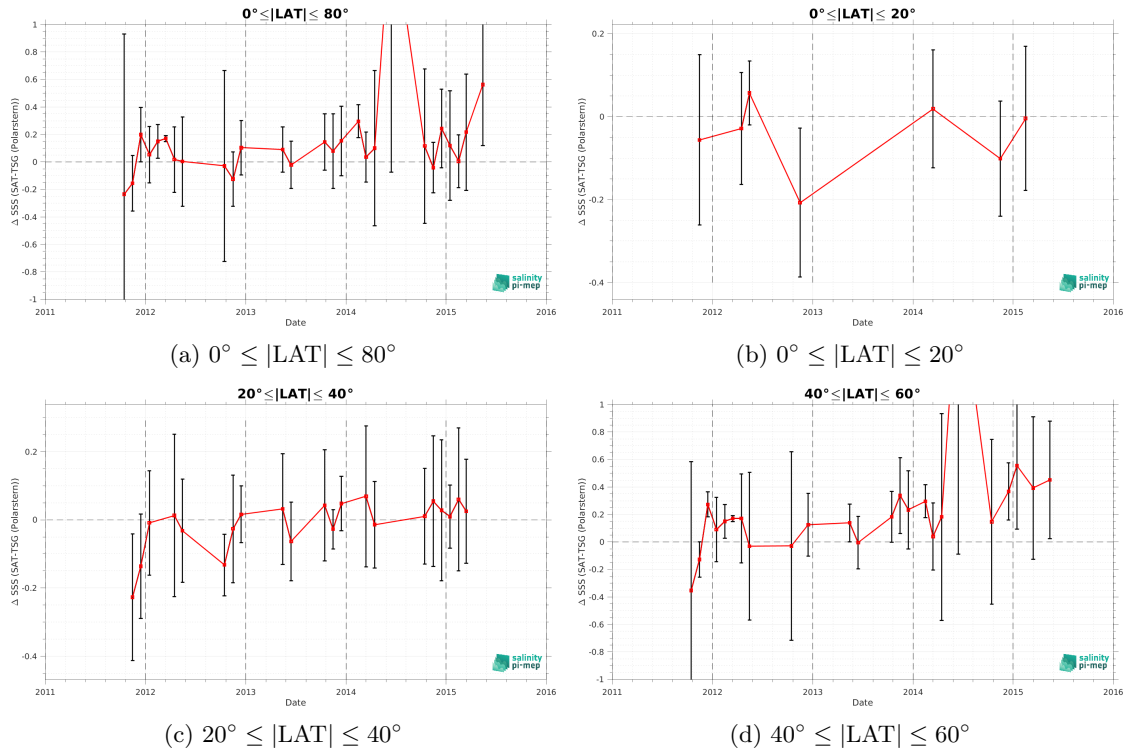 0°≤|LAT|≤ 80°
Δ SSS (SAT-TSG (Polarstern))
1
0.8
0.6
0.4
0.2
0
-0.2
-0.4
-0.6
-0.8
-1
2011 2012 2013 2014 2015 2016
Date
salinity
pi-mep
(a) 0° ≤ |LAT| ≤ 80°
0°≤|LAT|≤ 20°
Δ SSS (SAT-TSG (Polarstern))
0.2
0
-0.2
-0.4
2011 2012 2013 2014 2015 2016
Date
salinity
pi-mep
(b) 0° ≤ |LAT| ≤ 20°
20°≤|LAT|≤ 40°
Δ SSS (SAT-TSG (Polarstern))
0.2
0
-0.2
-0.4
2011 2012 2013 2014 2015 2016
Date
salinity
pi-mep
(c) 20° ≤ |LAT| ≤ 40°
40°≤|LAT|≤ 60°
Δ SSS (SAT-TSG (Polarstern))
1
0.8
0.6
0.4
0.2
0
-0.2
-0.4
-0.6
-0.8
-1
2011 2012 2013 2014 2015 2016
Date
salinity
pi-mep
(d) 40° ≤ |LAT| ≤ 60°